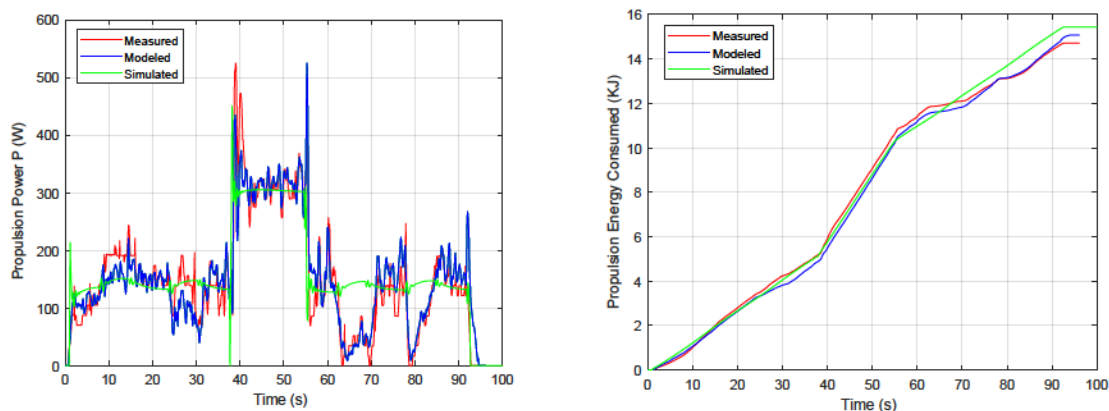 600
500
400
300
200
100
0
Propulsion Power P (W)
Measured
Modeled
Simulated
0 10 20 30 40 50 60 70 80 90 100
Time (s)
16
14
12
10
8
6
4
2
0
Propulsion Energy Consumed (KJ)
Measured
Modeled
Simulated
0 10 20 30 40 50 60 70 80 90 100
Time (s)